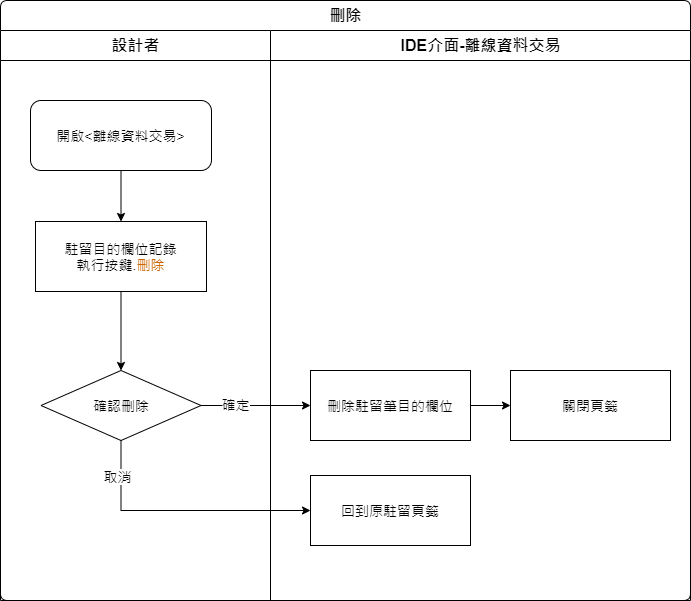 刪除
設計者
IDE介面-離線資料交易
開啟<離線資料交易>
駐留目的欄位記錄
執行按鍵.刪除
確認刪除
確定
刪除駐留筆目的欄位
關閉頁籤
取消
回到原駐留頁籤